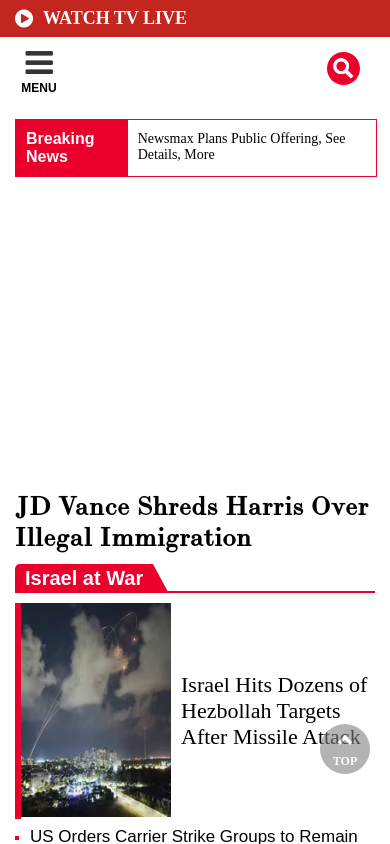 WATCH TV LIVE
MENU
Breaking
News
Newsmax Plans Public Offering, See
Details, More
JD Vance Shreds Harris Over
Illegal Immigration
Israel at War
Israel Hits Dozens of
Hezbollah Targets
After Missile Attack
TOP
US Orders Carrier Strike Groups to Remain